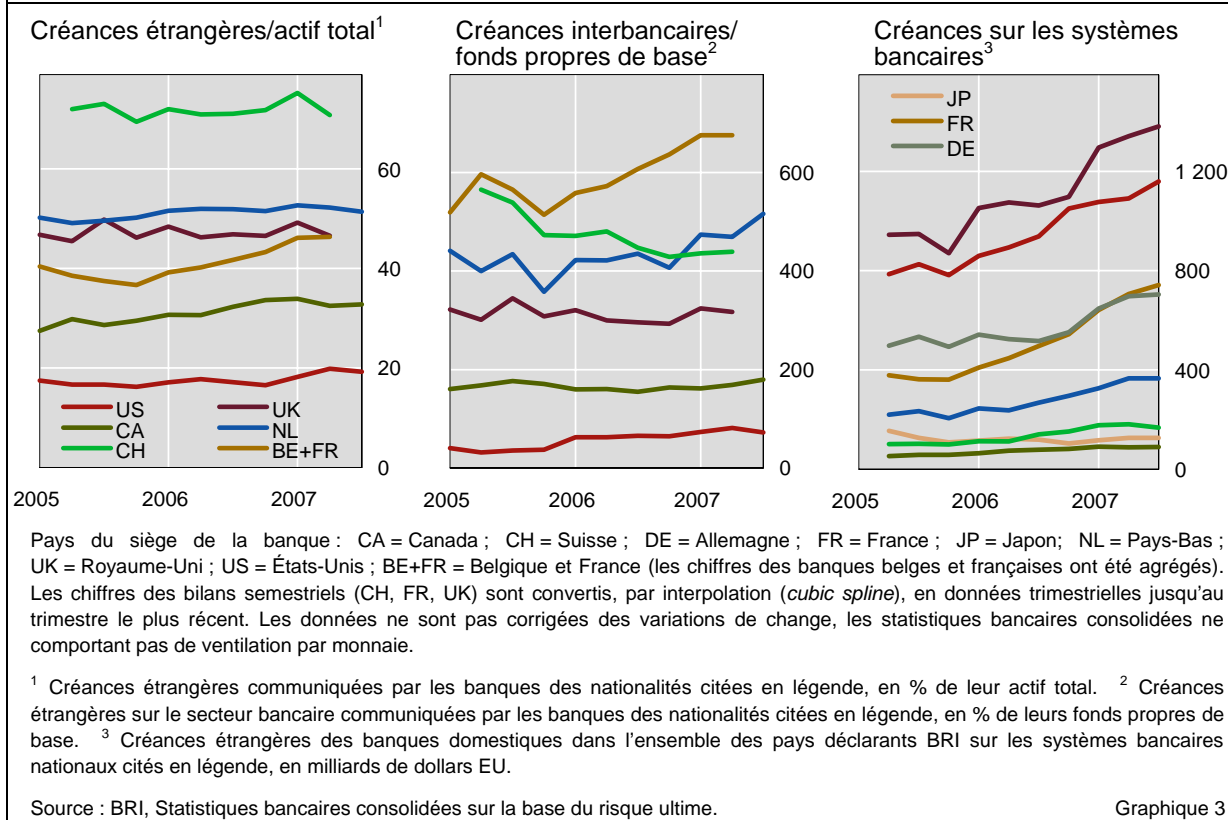 Créances étrangères/actif total1
60
40
20
0
US
CA
CH
UK
NL
BE+FR
2005 2006 2007
Créances interbancaires/
fonds propres de base2
600
400
200
0
2005 2006 2007
Créances sur les systèmes
bancaires3
JP
FR
DE
1 200
800
400
0
2005 2006 2007
Pays du siège de la banque : CA = Canada ; CH = Suisse ; DE = Allemagne ; FR = France ; JP = Japon; NL = Pays-Bas ;
UK = Royaume-Uni ; US = États-Unis ; BE+FR = Belgique et France (les chiffres des banques belges et françaises ont été agrégés).
Les chiffres des bilans semestriels (CH, FR, UK) sont convertis, par interpolation (cubic spline), en données trimestrielles jusqu'au
trimestre le plus récent. Les données ne sont pas corrigées des variations de change, les statistiques bancaires consolidées ne
comportant pas de ventilation par monnaie.
1 Créances étrangères communiquées par les banques des nationalités citées en légende, en % de leur actif total. 2 Créances
étrangères sur le secteur bancaire communiquées par les banques des nationalités citées en légende, en % de leurs fonds propres de
base. 3 Créances étrangères des banques domestiques dans l'ensemble des pays déclarants BRI sur les systèmes bancaires
nationaux cités en légende, en milliards de dollars EU.
Source : BRI, Statistiques bancaires consolidées sur la base du risque ultime. Graphique 3